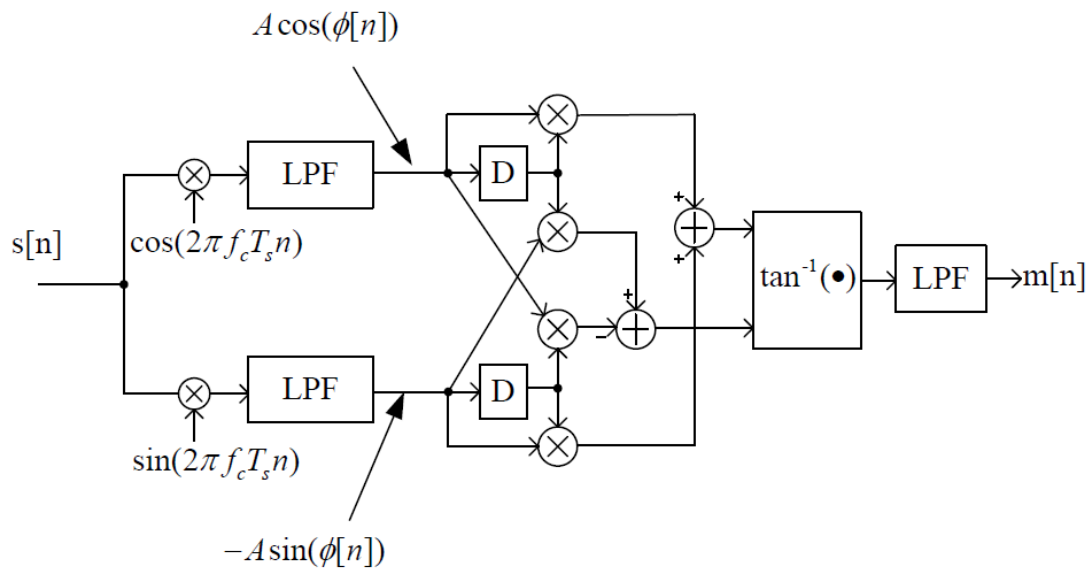 A cos(ϕ[n])
LPF
D
s[n]
cos(2π f_c T_s n)
+
+
+
−
tan⁻¹(•)
LPF
m[n]
LPF
D
sin(2π f_c T_s n)
−A sin(ϕ[n])